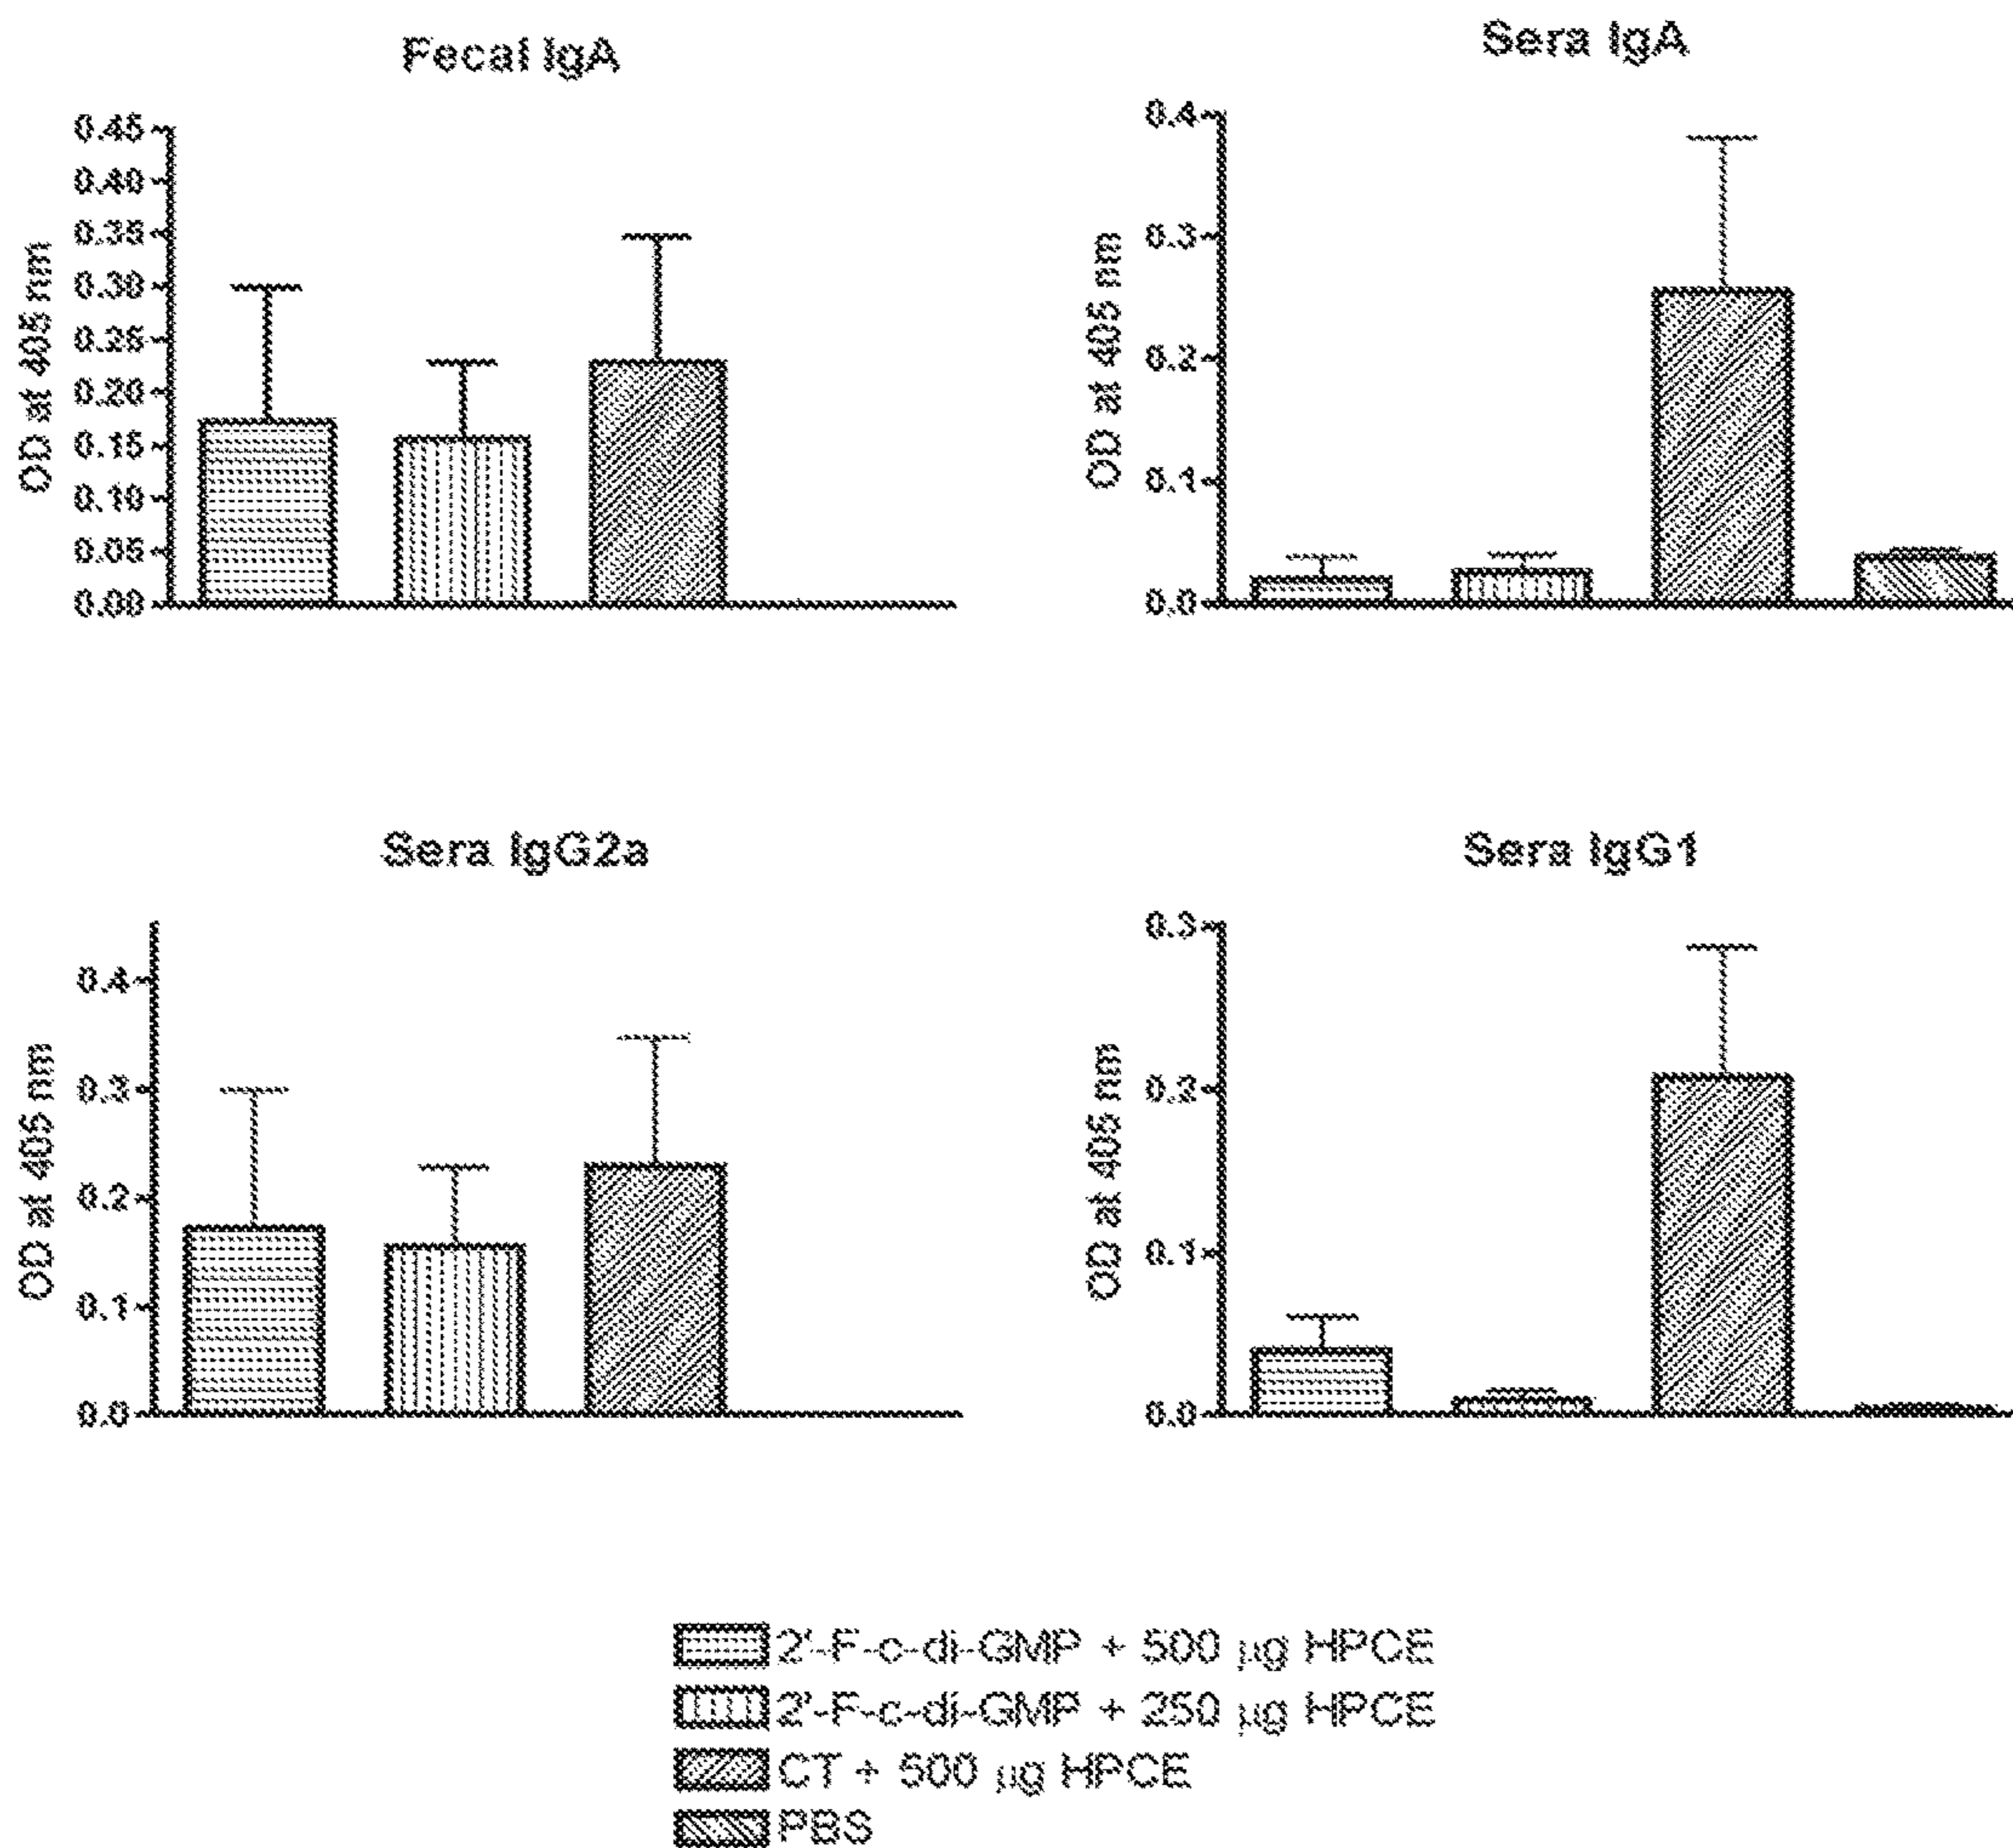 Fecal IgA
OD at 405 nm
0.45
0.40
0.35
0.30
0.25
0.20
0.15
0.10
0.05
0.00
Sera IgA
OD at 405 nm
0.4
0.3
0.2
0.1
0.0
Sera IgG2a
OD at 405 nm
0.4
0.3
0.2
0.1
0.0
Sera IgG1
OD at 405 nm
0.3
0.2
0.1
0.0
2'-F-c-di-GMP + 500 µg HPCE
2'-F-c-di-GMP + 250 µg HPCE
CT + 500 µg HPCE
PBS